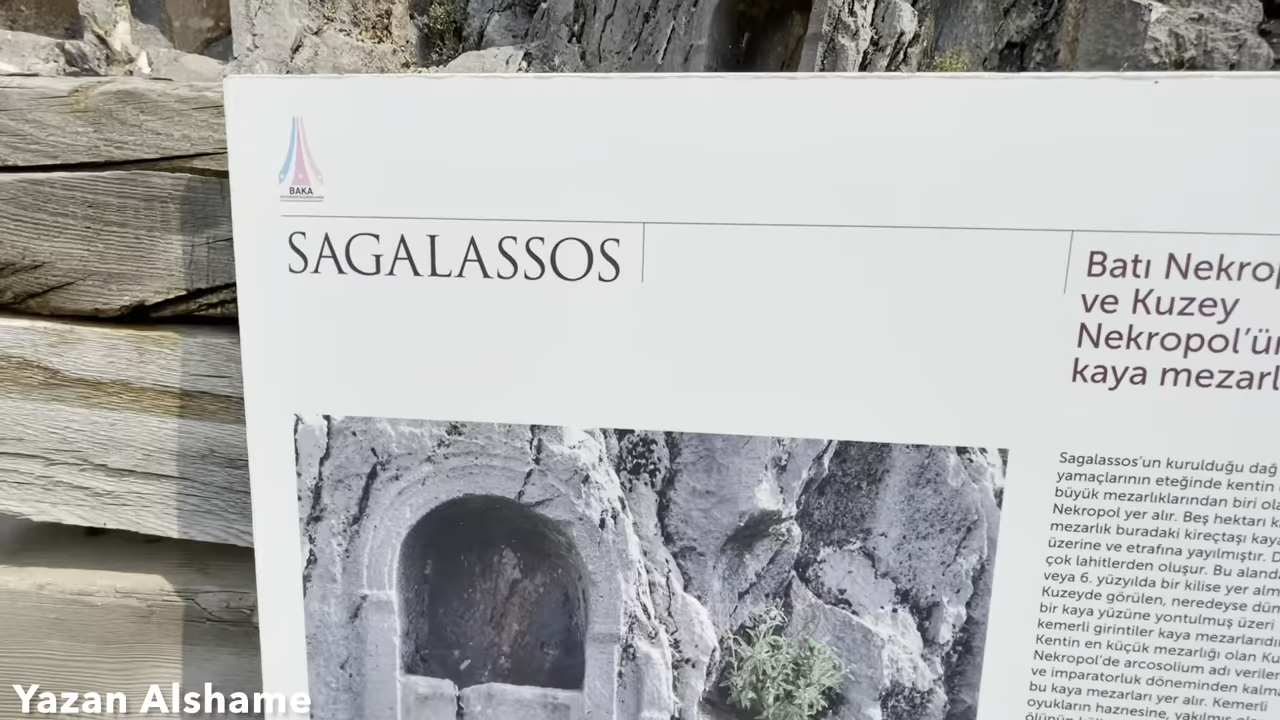 BAKA
SAGALASSOS
Batı Nekrop
ve Kuzey
Nekropol'ün
kaya mezarl
Sagalassos'un kurulduğu dağ
yamaçlarının eteğinde kentin
büyük mezarlıklarından biri ola
Nekropol yer alır. Beş hektarı k
mezarlık buradaki kireçtaşı kaya
üzerine ve etrafına yayılmıştır. D
çok lahitlerden oluşur. Bu aland
veya 6. yüzyılda bir kilise yer alm
Kuzeyde görülen, neredeyse dün
bir kaya yüzüne yontulmuş üzeri
kemerli girintiler kaya mezarlarıdı
Kentin en küçük mezarlığı olan Ku
Nekropol'de arcosolium adı verilen
ve imparatorluk döneminden kalm
bu kaya mezarları yer alır. Kemerli
oyukların haznesine, yakılmış
Yazan Alshame